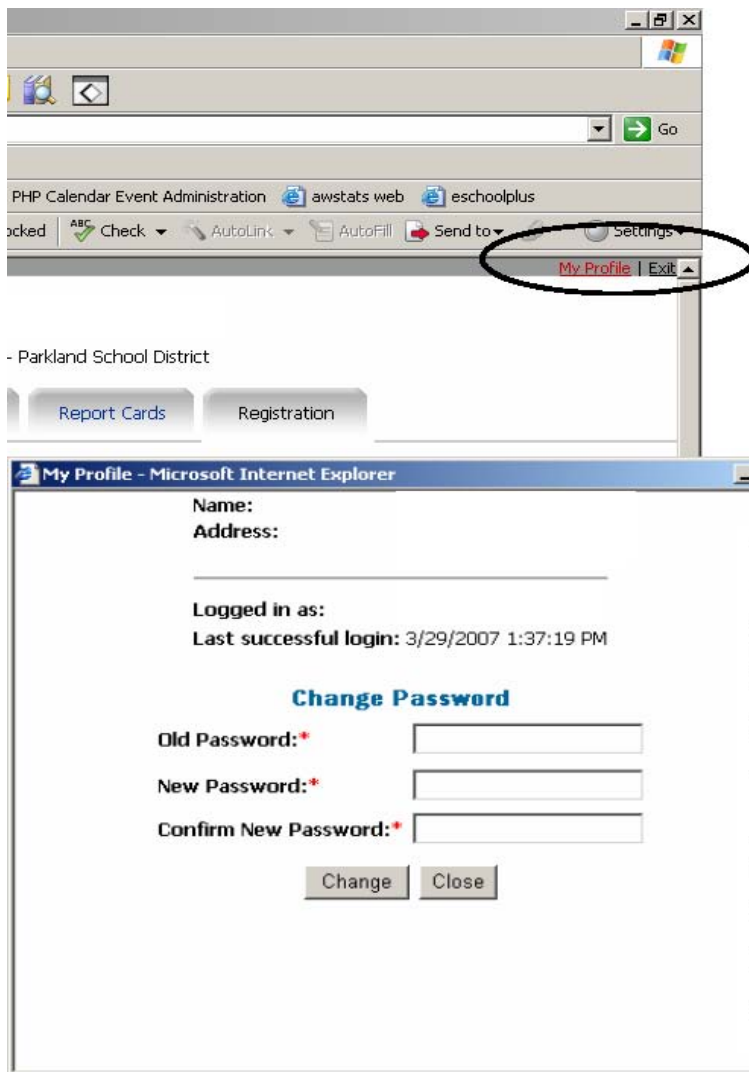 Go
PHP Calendar Event Administration awstats web eschoolplus
ocked ABC Check AutoLink AutoFill Send to Settings
My Profile | Exit
- Parkland School District
Report Cards Registration
My Profile - Microsoft Internet Explorer
Name:
Address:
Logged in as:
Last successful login: 3/29/2007 1:37:19 PM
Change Password
Old Password:*
New Password:*
Confirm New Password:*
Change Close